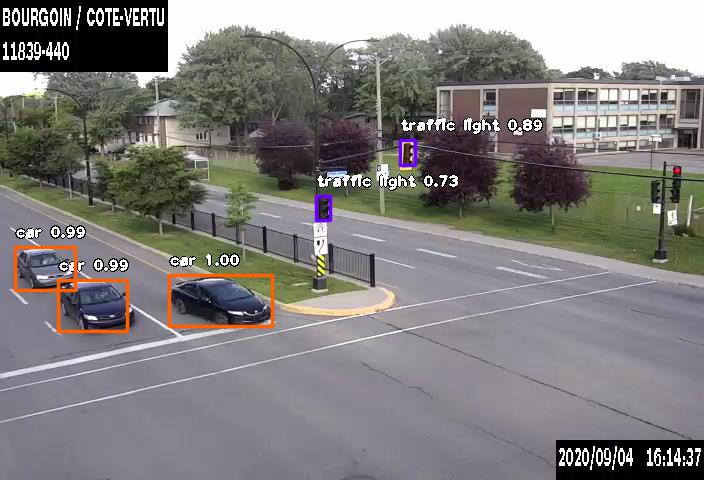 BOURGOIN / COTE-VERTU
11839-440
traffic light 0.89
traffic light 0.73
car 0.99
car 0.99
car 1.00
2020/09/04 16:14:37